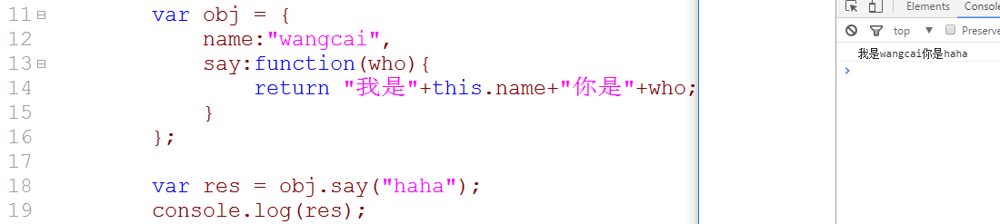 11 var obj = {
12 name:"wangcai",
13 say:function(who){
14 return "我是"+this.name+"你是"+who;
15 }
16 };
17
18 var res = obj.say("haha");
19 console.log(res);
Elements Console
top ▼ Preserve
我是wangcai你是haha
>